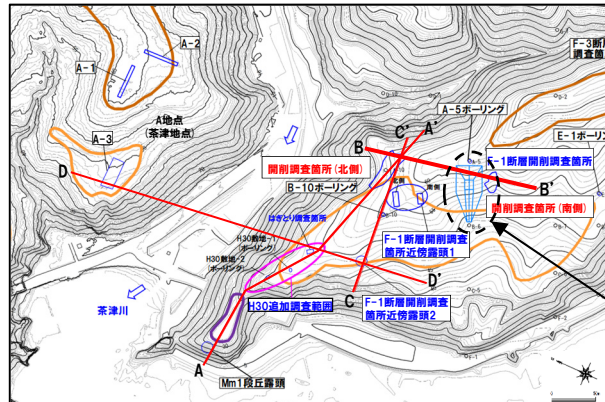 A-2
A-1
A地点
(茶津地点)
A-3
D
F-3断層
調査箇所
A-5ボーリング
E-1ボーリン
C'
A'
B
開削調査箇所(北側)
B-10ボーリング
北側
南側
F-1断層開削調査箇所
B'
開削調査箇所(南側)
はぎとり調査箇所
H30敷地-1
(ボーリング)
H30敷地-2
(ボーリング)
F-1断層開削調査
箇所近傍露頭1
D'
C
F-1断層開削調査
箇所近傍露頭2
H30追加調査範囲
茶津川
A
Mm1段丘露頭